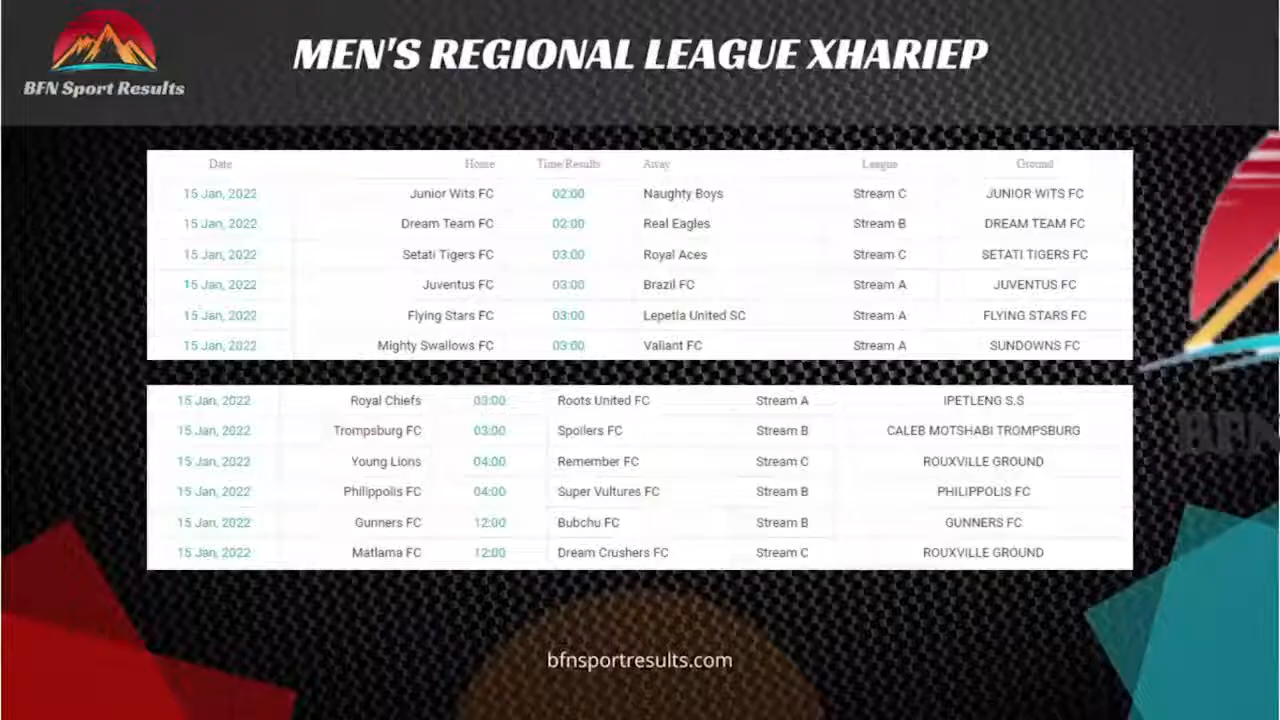 MEN'S REGIONAL LEAGUE XHARIEP
BFN Sport Results
Date Home Time/Results Away League Ground
15 Jan, 2022 Junior Wits FC 02:00 Naughty Boys Stream C JUNIOR WITS FC
15 Jan, 2022 Dream Team FC 02:00 Real Eagles Stream B DREAM TEAM FC
15 Jan, 2022 Setati Tigers FC 03:00 Royal Aces Stream C SETATI TIGERS FC
15 Jan, 2022 Juventus FC 03:00 Brazil FC Stream A JUVENTUS FC
15 Jan, 2022 Flying Stars FC 03:00 Lepetla United SC Stream A FLYING STARS FC
15 Jan, 2022 Mighty Swallows FC 03:00 Valiant FC Stream A SUNDOWNS FC
15 Jan, 2022 Royal Chiefs 03:00 Roots United FC Stream A IPETLENG S.S
15 Jan, 2022 Trompsburg FC 03:00 Spoilers FC Stream B CALEB MOTSHABI TROMPSBURG
15 Jan, 2022 Young Lions 04:00 Remember FC Stream C ROUXVILLE GROUND
15 Jan, 2022 Philippolis FC 04:00 Super Vultures FC Stream B PHILIPPOLIS FC
15 Jan, 2022 Gunners FC 12:00 Bubchu FC Stream B GUNNERS FC
15 Jan, 2022 Matlama FC 12:00 Dream Crushers FC Stream C ROUXVILLE GROUND
BFN
bfnsportresults.com